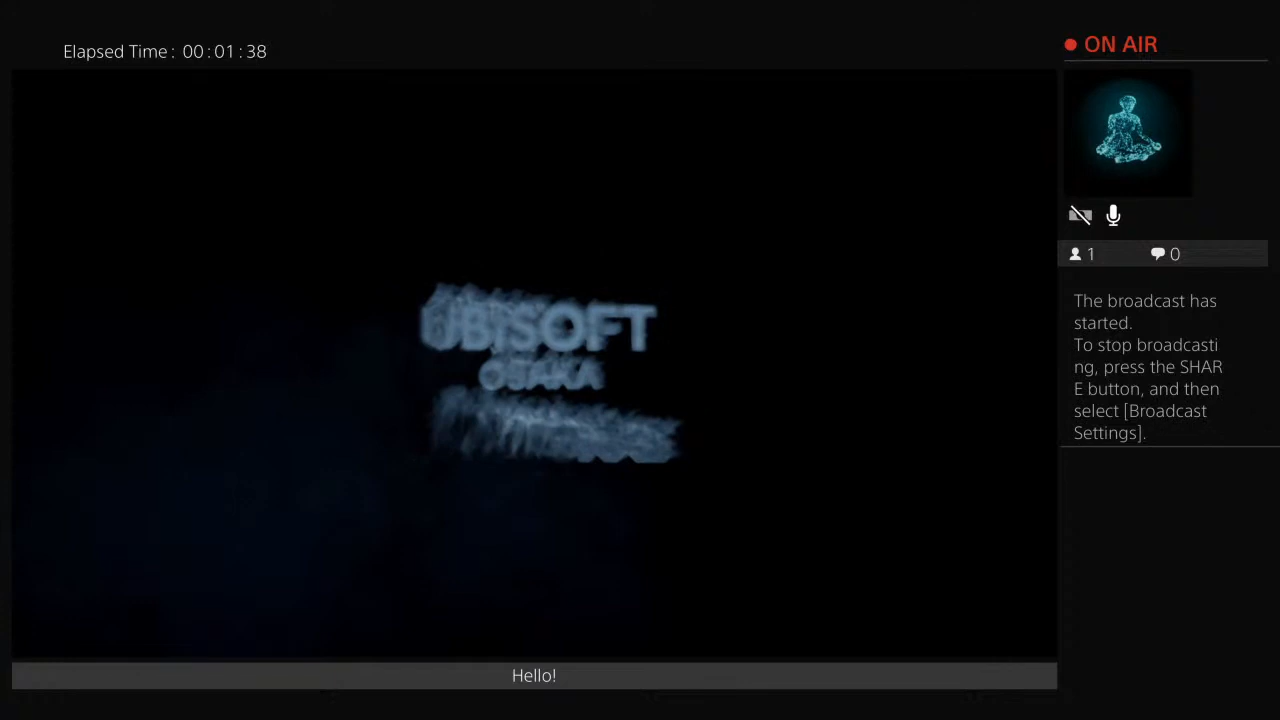 Elapsed Time : 00:01:38
ON AIR
1
0
The broadcast has
started.
To stop broadcasti
ng, press the SHAR
E button, and then
select [Broadcast
Settings].
UBISOFT
OSAKA
Hello!